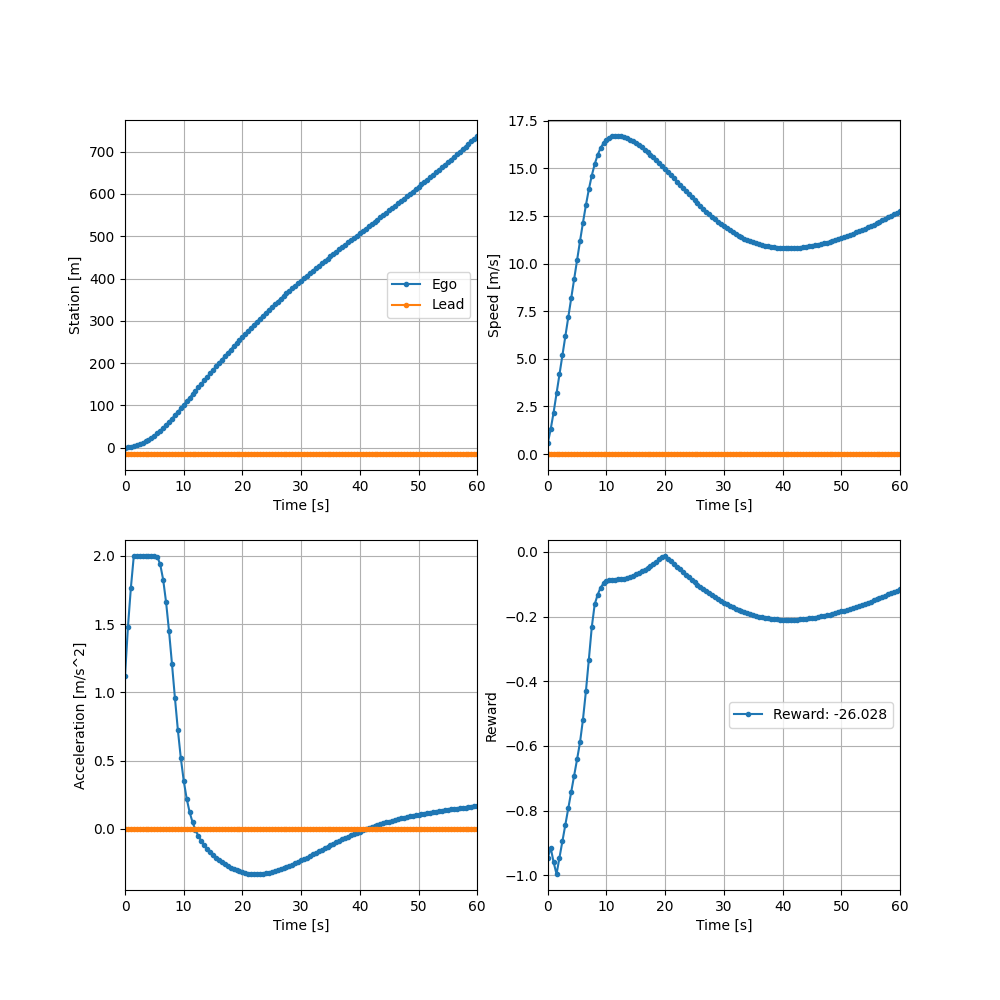 700
600
500
400
300
200
100
0
Station [m]
Ego
Lead
0 10 20 30 40 50 60
Time [s]
17.5
15.0
12.5
10.0
7.5
5.0
2.5
0.0
Speed [m/s]
0 10 20 30 40 50 60
Time [s]
2.0
1.5
1.0
0.5
0.0
Acceleration [m/s^2]
0 10 20 30 40 50 60
Time [s]
0.0
−0.2
−0.4
−0.6
−0.8
−1.0
Reward
Reward: -26.028
0 10 20 30 40 50 60
Time [s]